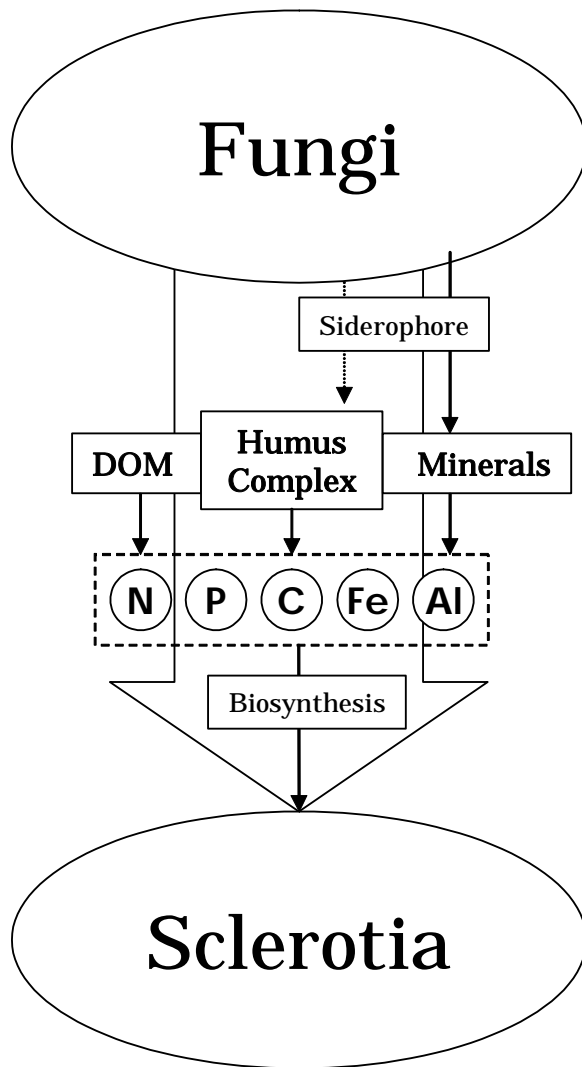 Fungi
Siderophore
DOM
Humus
Complex
Minerals
N P C Fe Al
Biosynthesis
Sclerotia